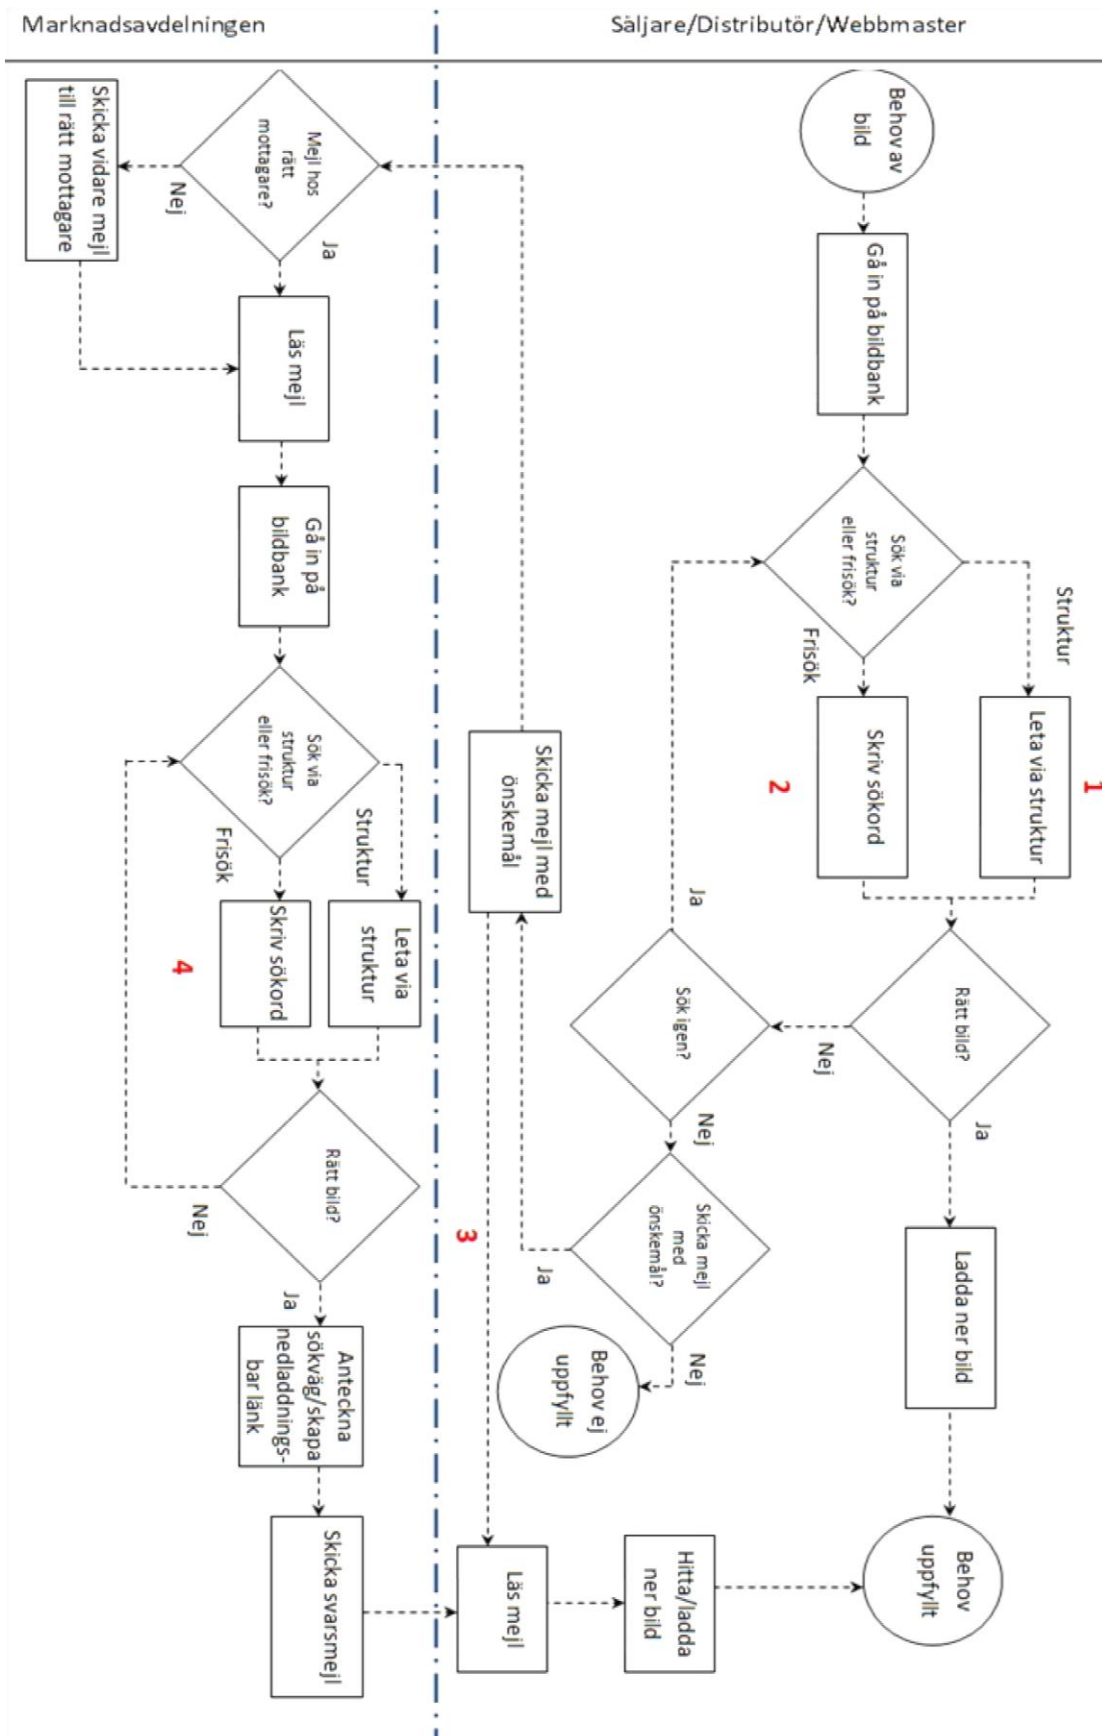 Marknadsavdelningen
Säljare/Distributör/Webbmaster
Behov av
bild
Gå in på bildbank
Sök via
struktur
eller frisök?
Struktur
Frisök
Leta via struktur
1
Skriv sökord
2
Rätt bild?
Ja
Nej
Ladda ner bild
Behov
uppfyllt
Sök igen?
Ja
Nej
Skicka mejl
med
önskemål?
Ja
Nej
Behov ej
uppfyllt
Skicka mejl med
önskemål
3
Läs mejl
Hitta/ladda
ner bild
Mejl hos
rätt
mottagare?
Nej
Ja
Skicka vidare mejl
till rätt mottagare
Läs mejl
Gå in på
bildbank
Sök via
struktur
eller frisök?
Struktur
Frisök
Leta via
struktur
Skriv sökord
4
Rätt bild?
Nej
Ja
Anteckna
sökväg/skapa
nedladdnings-
bar länk
Skicka svarsmejl